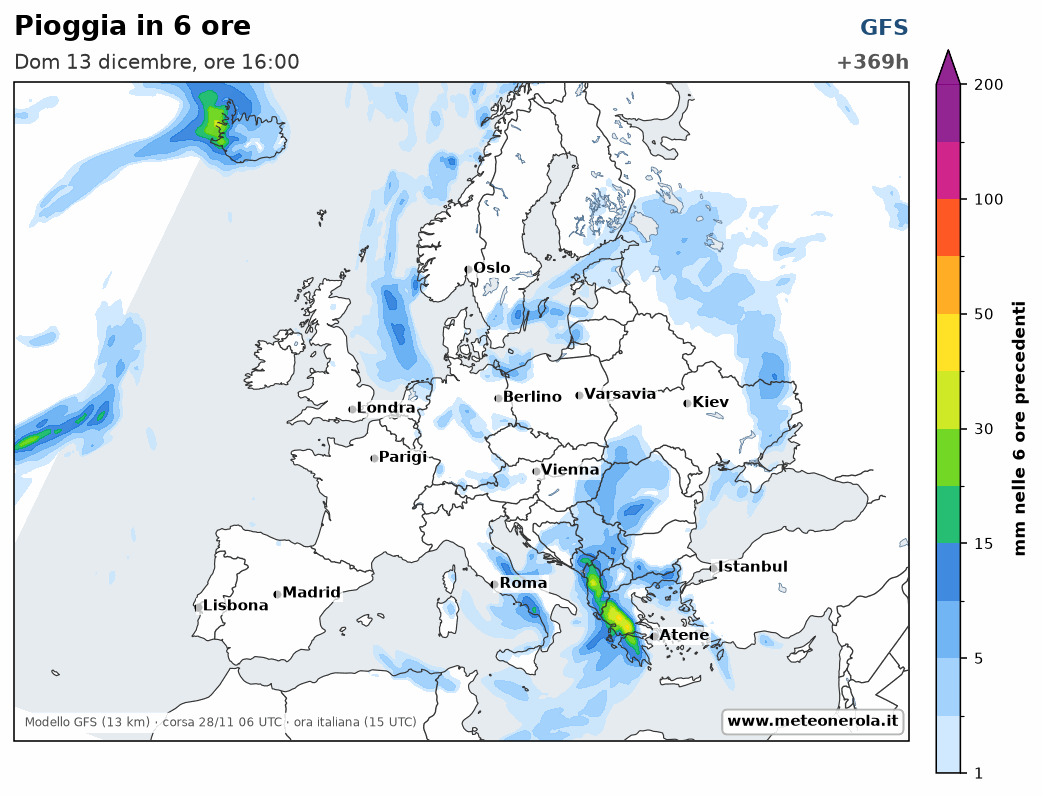 Pioggia in 6 ore
GFS
Dom 13 dicembre, ore 16:00
+369h
200
100
50
30
15
5
1
mm nelle 6 ore precedenti
Oslo
Londra
Berlino
Varsavia
Kiev
Parigi
Vienna
Istanbul
Roma
Madrid
Lisbona
Atene
Modello GFS (13 km) · corsa 28/11 06 UTC · ora italiana (15 UTC)
www.meteonerola.it